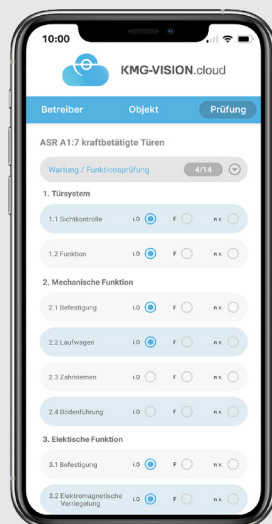 10:00
KMG-VISION.cloud
Betreiber Objekt Prüfung
ASR A1:7 kraftbetätigte Türen
Wartung / Funktionsprüfung 4/14
1. Türsystem
1.1 Sichtkontrolle i.O F n.v.
1.2 Funktion i.O F n.v.
2. Mechanische Funktion
2.1 Befestigung i.O F n.v.
2.2 Laufwagen i.O F n.v.
2.3 Zahnriemen i.O F n.v.
2.4 Bodenführung i.O F n.v.
3. Elektische Funktion
3.1 Befestigung i.O F n.v.
3.2 Elektromagnetische
Verriegelung i.O F n.v.